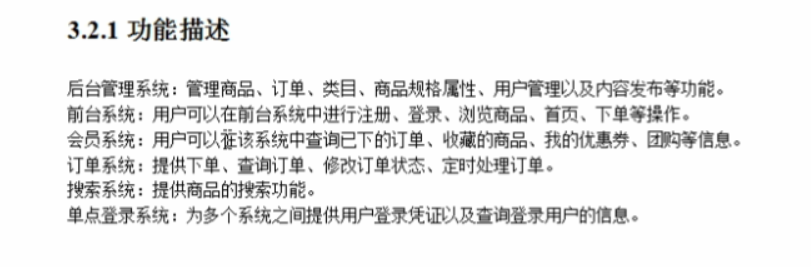 3.2.1 功能描述
后台管理系统：管理商品、订单、类目、商品规格属性、用户管理以及内容发布等功能。
前台系统：用户可以在前台系统中进行注册、登录、浏览商品、首页、下单等操作。
会员系统：用户可以在该系统中查询已下的订单、收藏的商品、我的优惠券、团购等信息。
订单系统：提供下单、查询订单、修改订单状态、定时处理订单。
搜索系统：提供商品的搜索功能。
单点登录系统：为多个系统之间提供用户登录凭证以及查询登录用户的信息。